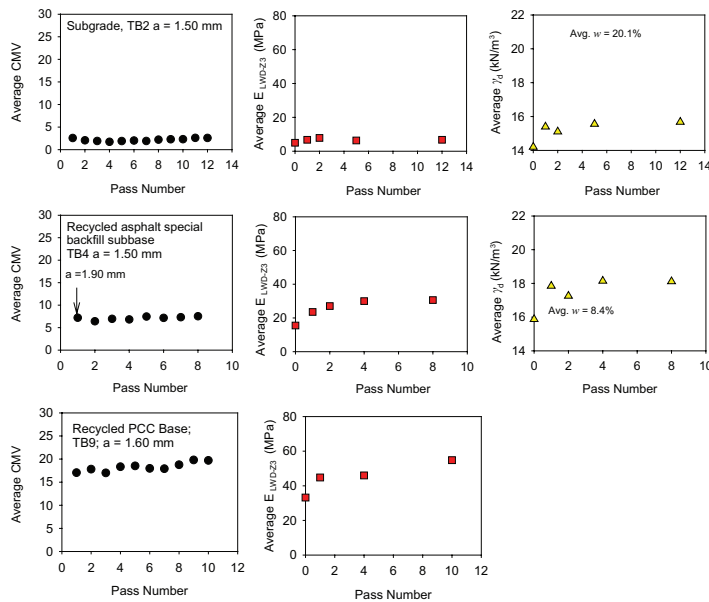 Subgrade, TB2 a = 1.50 mm
Average CMV
30
25
20
15
10
5
0
0 2 4 6 8 10 12 14
Pass Number
Average E LWD-Z3 (MPa)
80
60
40
20
0
0 2 4 6 8 10 12 14
Pass Number
Avg. w = 20.1%
Average γd (kN/m³)
22
20
18
16
14
0 2 4 6 8 10 12 14
Pass Number
Recycled asphalt special
backfill subbase
TB4 a = 1.50 mm
a =1.90 mm
Average CMV
30
25
20
15
10
5
0
0 2 4 6 8 10
Pass Number
Average E LWD-Z3 (MPa)
80
60
40
20
0
0 2 4 6 8 10
Pass Number
Avg. w = 8.4%
Average γd (kN/m³)
22
20
18
16
14
0 2 4 6 8 10
Pass Number
Recycled PCC Base;
TB9; a = 1.60 mm
Average CMV
30
25
20
15
10
5
0
0 2 4 6 8 10 12
Pass Number
Average E LWD-Z3 (MPa)
80
60
40
20
0
0 2 4 6 8 10 12
Pass Number